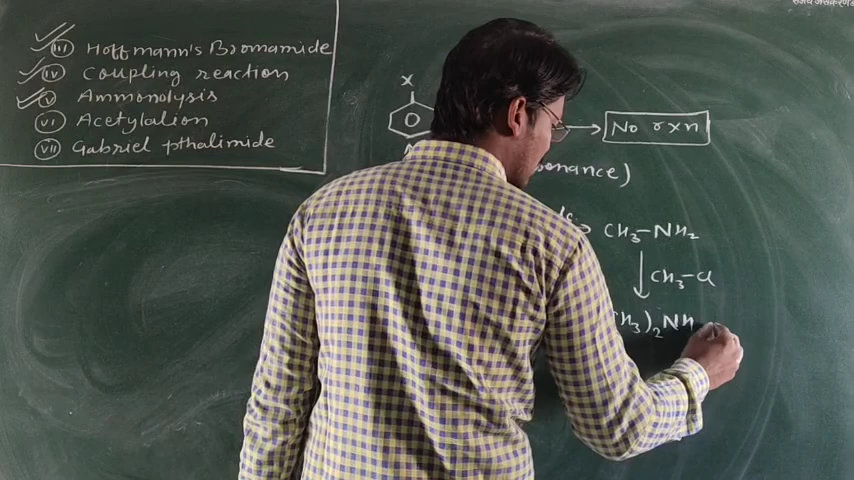 (iii) Hoffmann's Bromamide
(iv) Coupling reaction
(v) Ammonolysis
(vi) Acetylation
(vii) Gabriel pthalimide
X
No rxn
onance)
CH3-NH2
CH3-Cl
H3)2NH